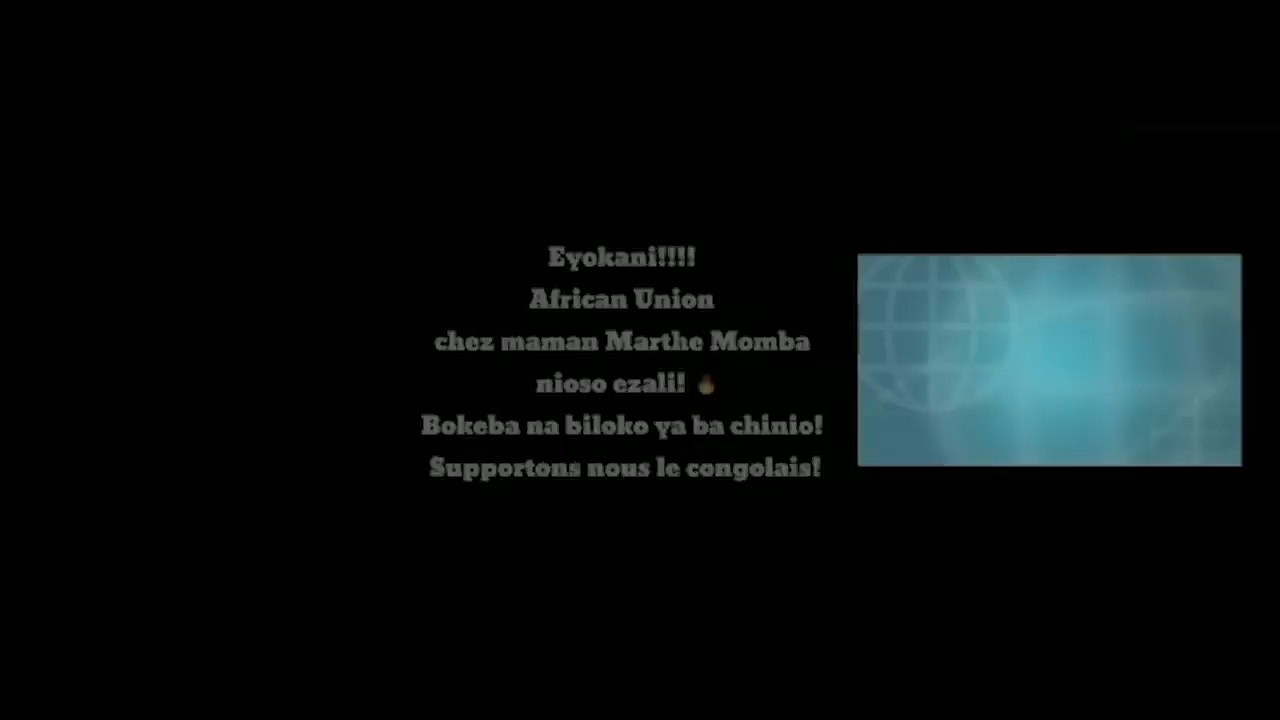 Eyokani!!!!
African Union
chez maman Marthe Momba
nioso ezali! 🔥
Bokeba na biloko ya ba chinio!
Supportons nous le congolais!